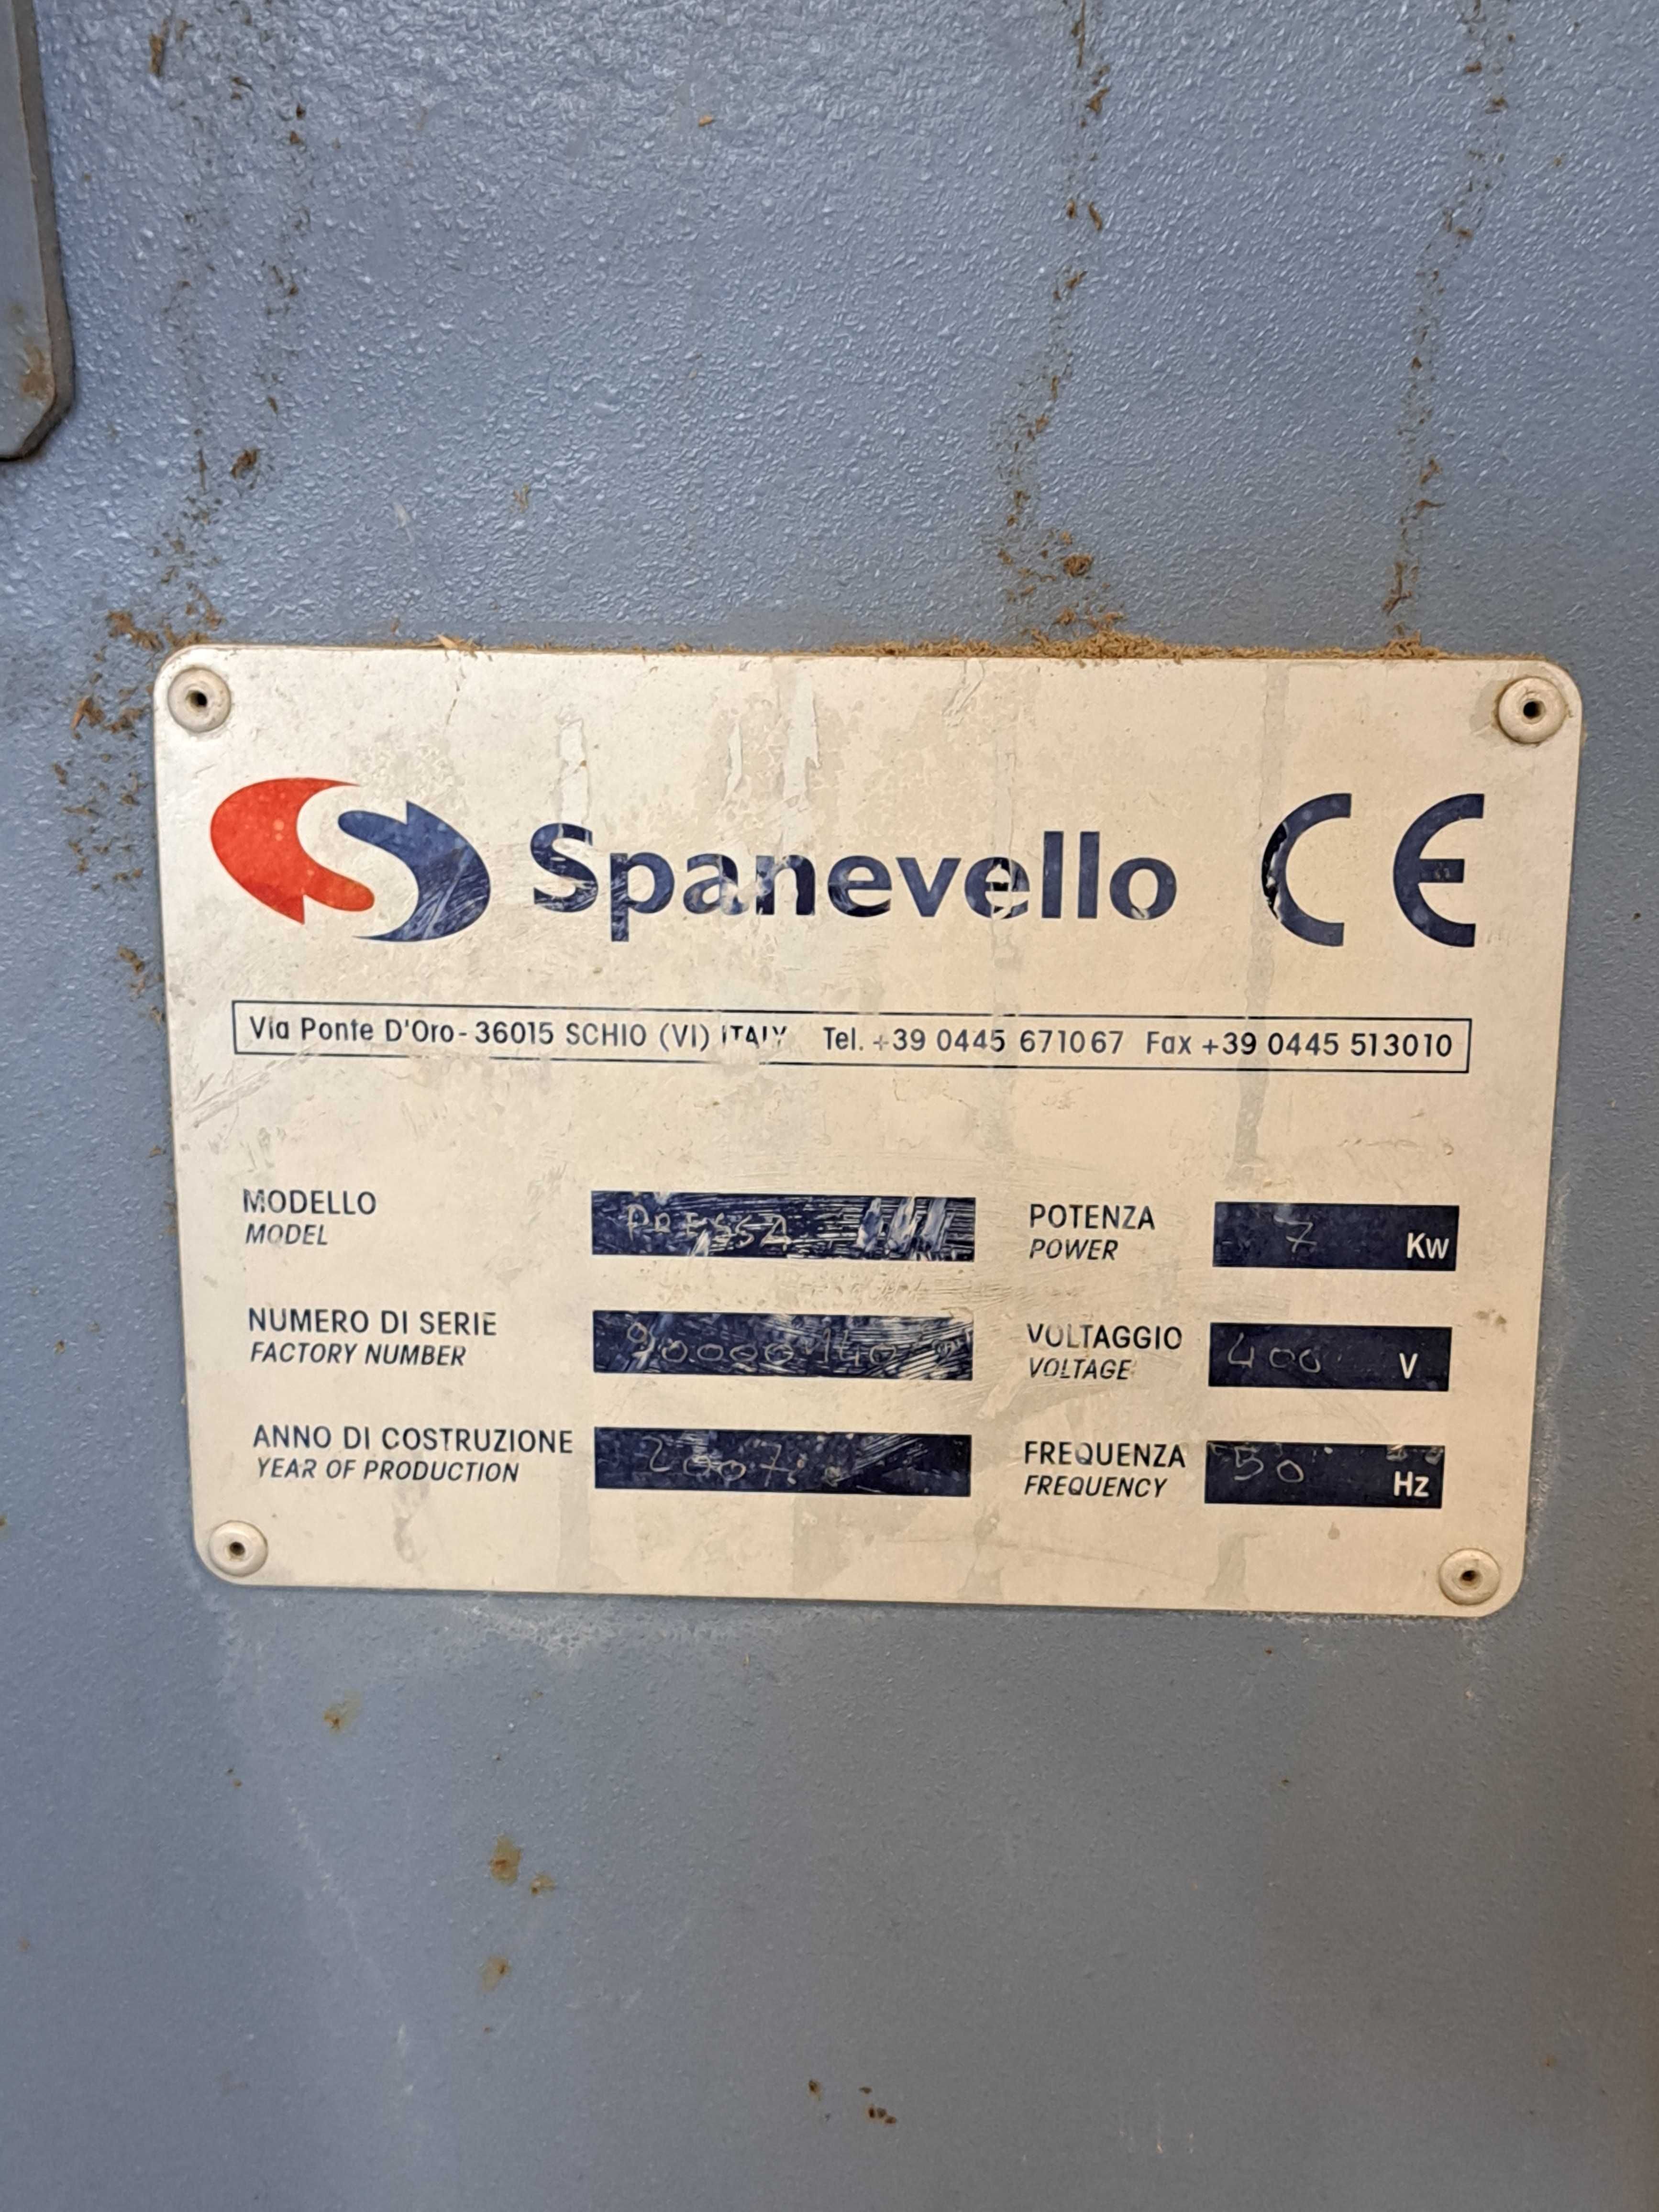 Spanevello CE
Via Ponte D'Oro - 36015 SCHIO (VI) ITALY Tel. +39 0445 671067 Fax +39 0445 513010
MODELLO PRESSA POTENZA 7 Kw
MODEL POWER
NUMERO DI SERIE VOLTAGGIO 400 V
FACTORY NUMBER VOLTAGE
ANNO DI COSTRUZIONE 2007 FREQUENZA 50 Hz
YEAR OF PRODUCTION FREQUENCY